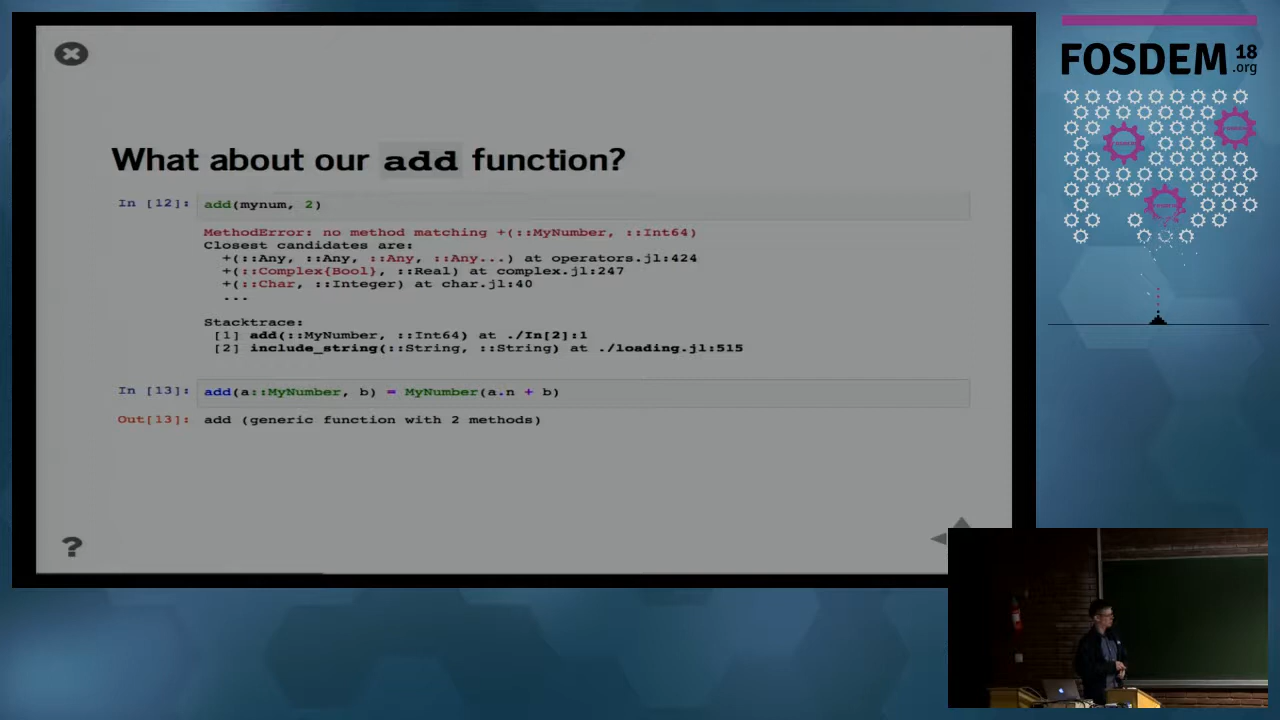 What about our add function?
In [12]: add(mynum, 2)
MethodError: no method matching +(::MyNumber, ::Int64)
Closest candidates are:
+(::Any, ::Any, ::Any, ::Any...) at operators.jl:424
+(::Complex{Bool}, ::Real) at complex.jl:247
+(::Char, ::Integer) at char.jl:40
...
Stacktrace:
[1] add(::MyNumber, ::Int64) at ./In[2]:1
[2] include_string(::String, ::String) at ./loading.jl:515
In [13]: add(a::MyNumber, b) = MyNumber(a.n + b)
Out[13]: add (generic function with 2 methods)
?
FOSDEM 18
.org